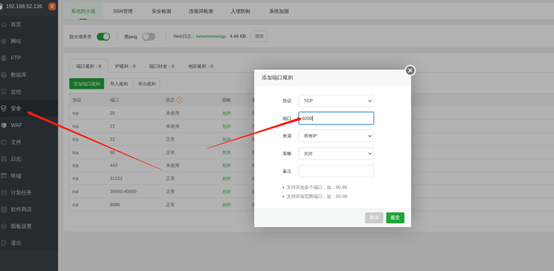 192.168.52.136 0
首页
网站
FTP
数据库
监控
安全
WAF
文件
日志
终端
计划任务
软件商店
面板设置
退出
系统防火墙 SSH管理 安全检测 违规词检测 入侵防御 系统加固
防火墙开关： 禁ping： Web日志：/www/wwwlogs 4.46 KB 清空
端口规则：8 IP规则：0 端口转发：0 地区规则：0
添加端口规则 导入规则 导出规则
协议 端口 状态 策略
tcp 20 未使用 允许
tcp 21 未使用 允许
tcp 22 正常 允许
tcp 80 正常 允许
tcp 443 未使用 允许
tcp 正常 允许
tcp 39000-40000 正常 允许
tcp 正常 允许
添加端口规则
协议 TCP
端口 9200
来源 所有IP
策略 允许
备注
支持添加多个端口，如：80,88
支持添加范围端口，如：90-99
取消 提交